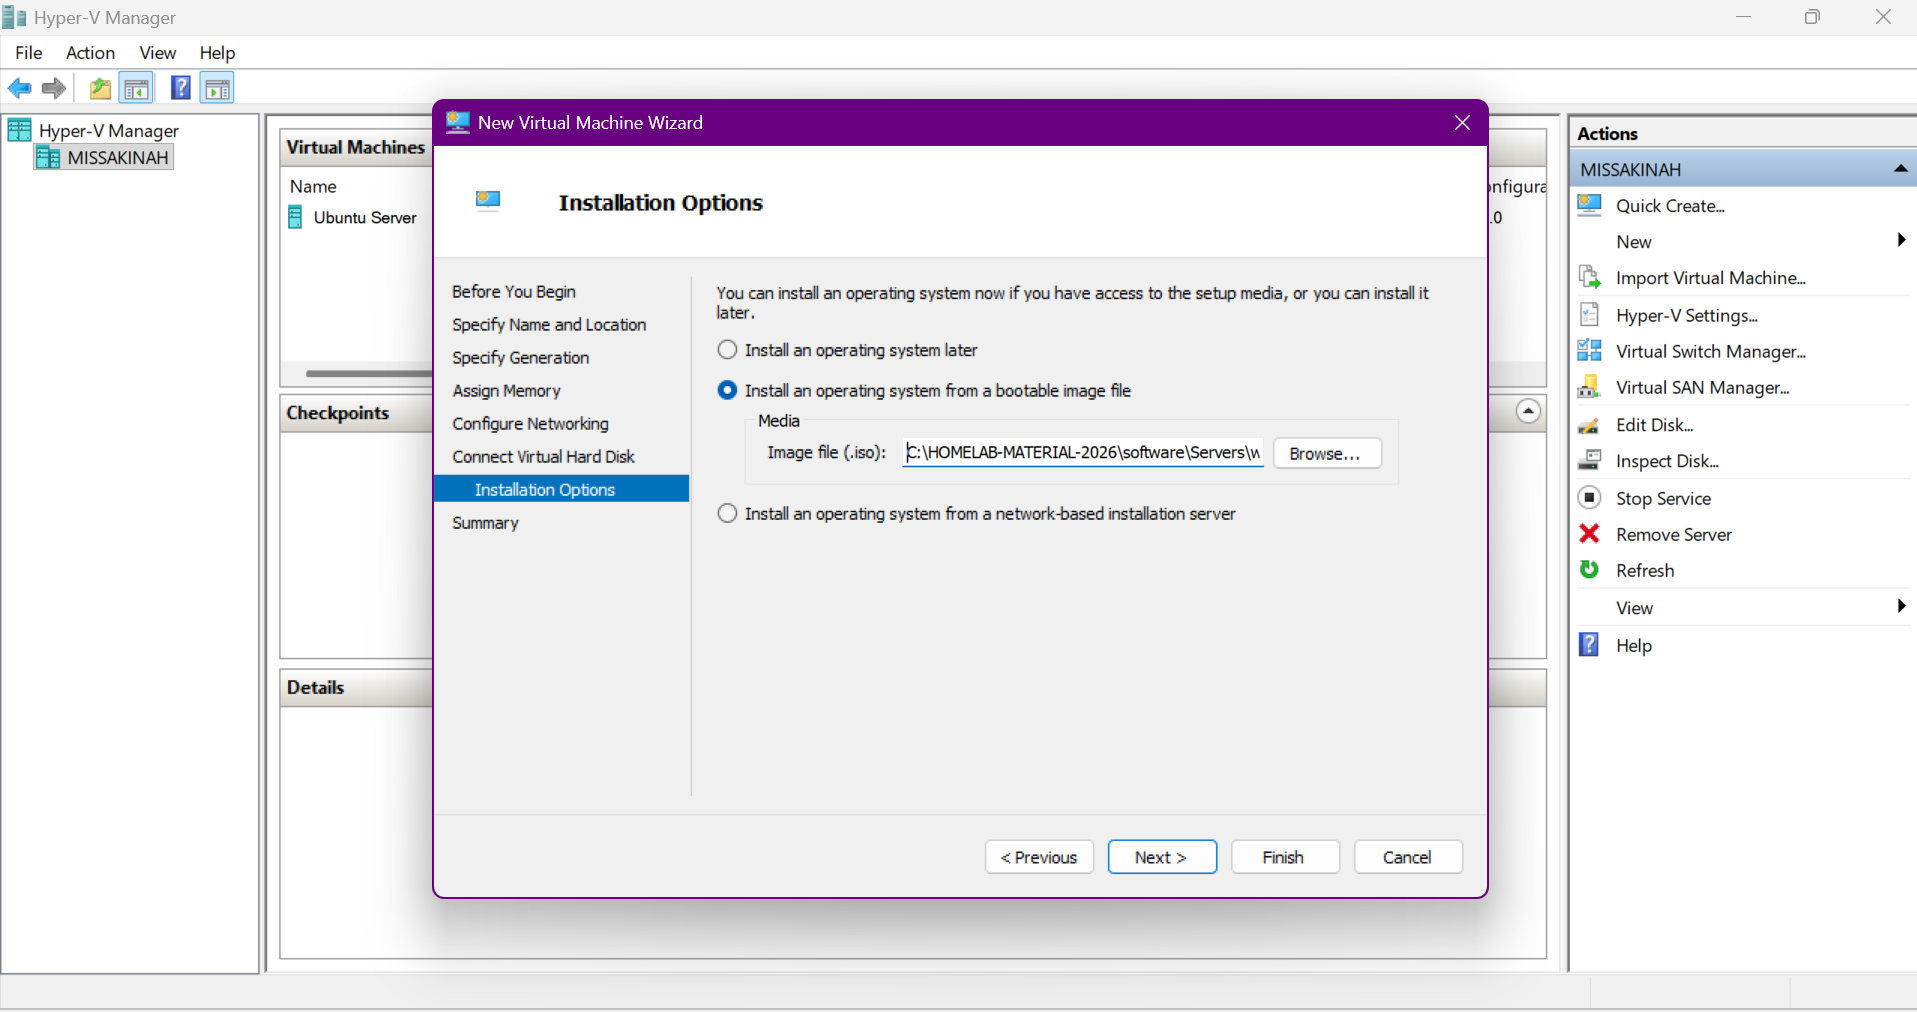 Hyper-V Manager
File Action View Help
Hyper-V Manager
MISSAKINAH
Virtual Machines
Name
Ubuntu Server
.0
Checkpoints
Details
New Virtual Machine Wizard
Installation Options
Before You Begin
Specify Name and Location
Specify Generation
Assign Memory
Configure Networking
Connect Virtual Hard Disk
Installation Options
Summary
You can install an operating system now if you have access to the setup media, or you can install it
later.
Install an operating system later
Install an operating system from a bootable image file
Media
Image file (.iso): C:\HOMELAB-MATERIAL-2026\software\Servers\w Browse...
Install an operating system from a network-based installation server
< Previous Next > Finish Cancel
Actions
MISSAKINAH
Quick Create...
New
Import Virtual Machine...
Hyper-V Settings...
Virtual Switch Manager...
Virtual SAN Manager...
Edit Disk...
Inspect Disk...
Stop Service
Remove Server
Refresh
View
Help